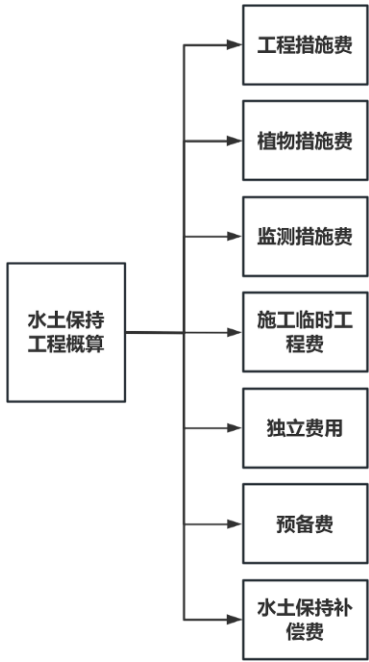 工程措施费
植物措施费
监测措施费
水土保持
工程概算
施工临时工
程费
独立费用
预备费
水土保持补
偿费